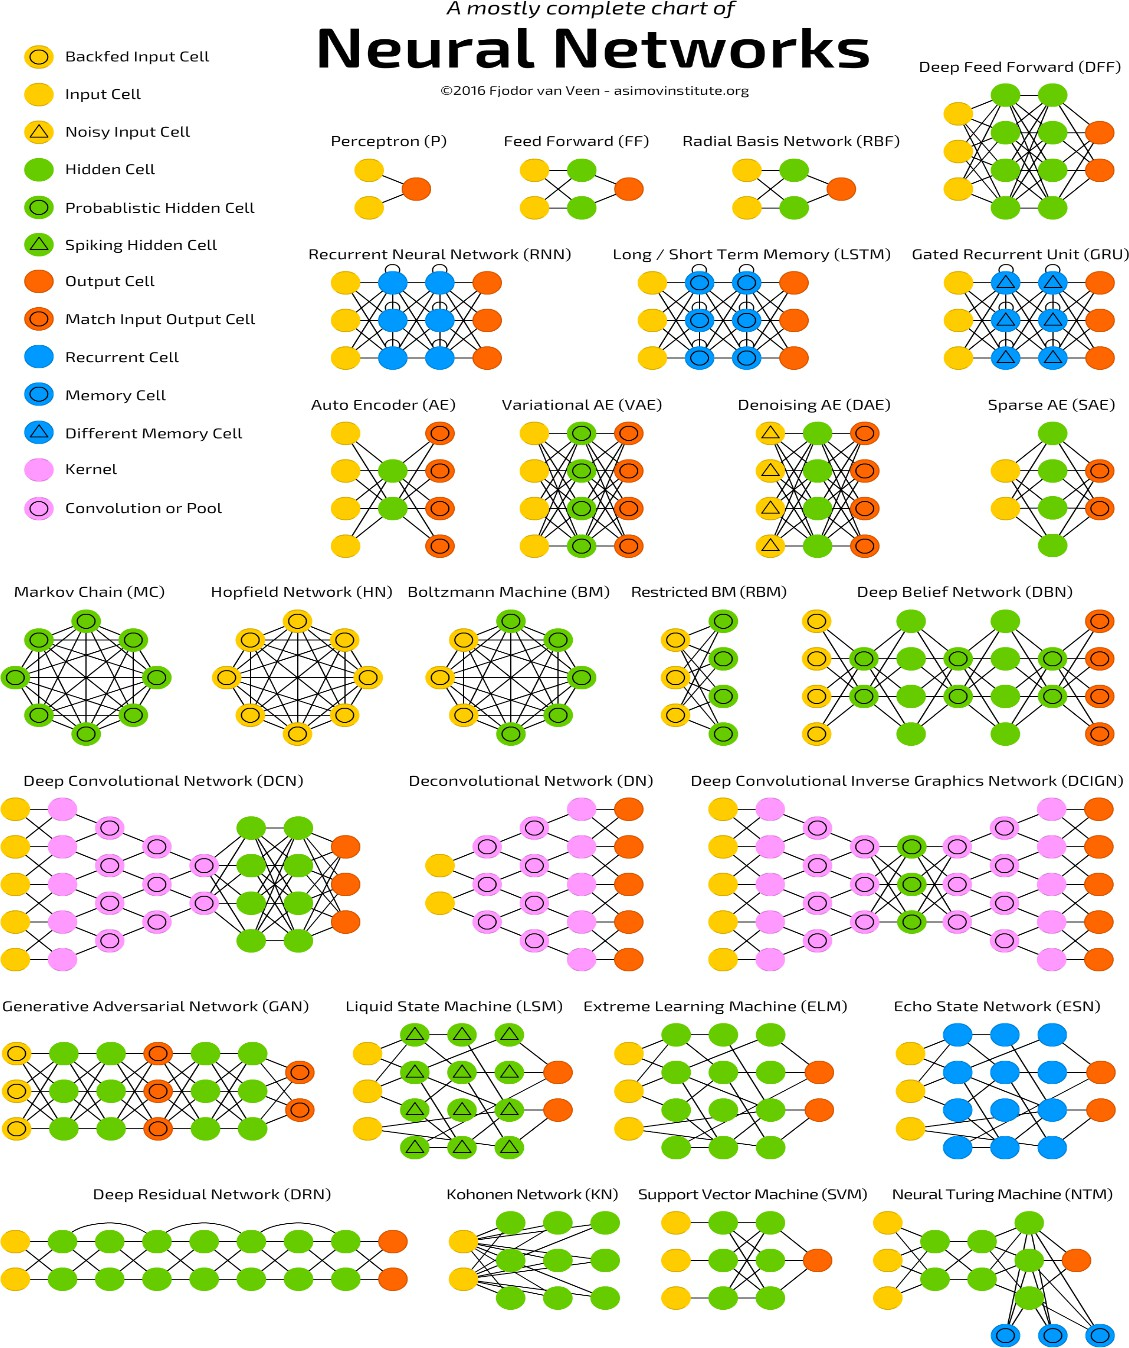 A mostly complete chart of
Neural Networks
©2016 Fjodor van Veen - asimovinstitute.org
Backfed Input Cell
Input Cell
Noisy Input Cell
Hidden Cell
Probablistic Hidden Cell
Spiking Hidden Cell
Output Cell
Match Input Output Cell
Recurrent Cell
Memory Cell
Different Memory Cell
Kernel
Convolution or Pool
Deep Feed Forward (DFF)
Perceptron (P)
Feed Forward (FF)
Radial Basis Network (RBF)
Recurrent Neural Network (RNN)
Long / Short Term Memory (LSTM)
Gated Recurrent Unit (GRU)
Auto Encoder (AE)
Variational AE (VAE)
Denoising AE (DAE)
Sparse AE (SAE)
Markov Chain (MC)
Hopfield Network (HN)
Boltzmann Machine (BM)
Restricted BM (RBM)
Deep Belief Network (DBN)
Deep Convolutional Network (DCN)
Deconvolutional Network (DN)
Deep Convolutional Inverse Graphics Network (DCIGN)
Generative Adversarial Network (GAN)
Liquid State Machine (LSM)
Extreme Learning Machine (ELM)
Echo State Network (ESN)
Deep Residual Network (DRN)
Kohonen Network (KN)
Support Vector Machine (SVM)
Neural Turing Machine (NTM)